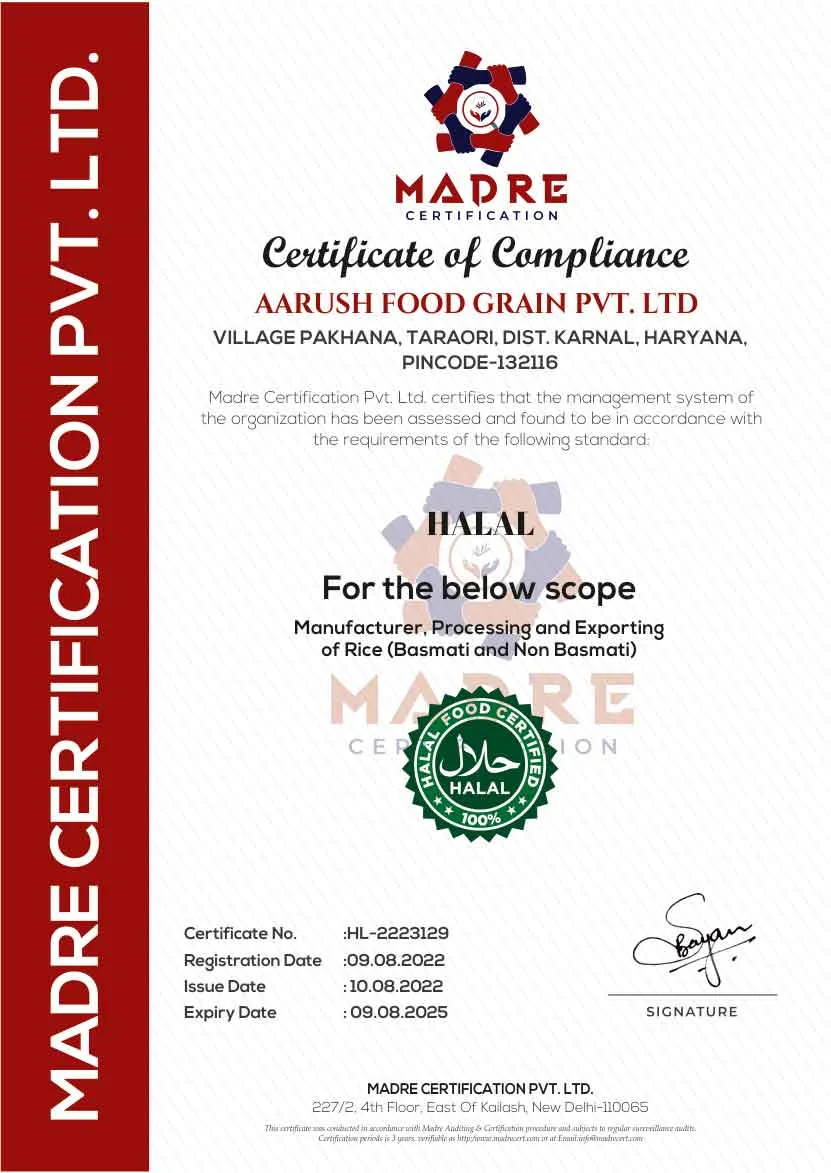 MADRE CERTIFICATION PVT. LTD.
MADRE
CERTIFICATION
Certificate of Compliance
AARUSH FOOD GRAIN PVT. LTD
VILLAGE PAKHANA, TARAORI, DIST. KARNAL, HARYANA,
PINCODE-132116
Madre Certification Pvt. Ltd. certifies that the management system of
the organization has been assessed and found to be in accordance with
the requirements of the following standard:
HALAL
For the below scope
Manufacturer, Processing and Exporting
of Rice (Basmati and Non Basmati)
MADRE
CERTIFICATION
HALAL FOOD CERTIFIED
حلال
HALAL
100%
Certificate No. :HL-2223129
Registration Date :09.08.2022
Issue Date : 10.08.2022
Expiry Date : 09.08.2025
Sayan
SIGNATURE
MADRE CERTIFICATION PVT. LTD.
227/2, 4th Floor, East Of Kailash, New Delhi-110065
This certificate was conducted in accordance with Madre Auditing & Certification procedure and subjects to regular sureveellance audits.
Certification periods is 3 years. verifiable as http:/www.madrecert.com or at Email:info@madrecert.com